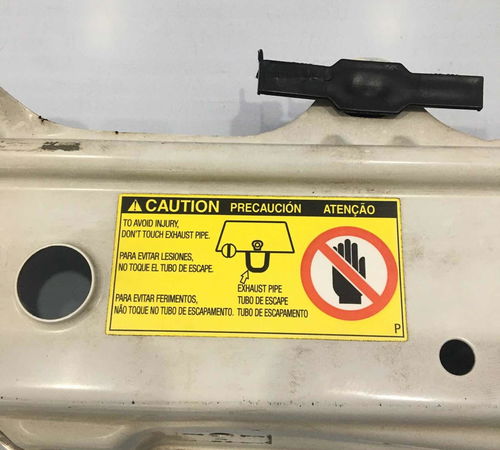 CAUTION PRECAUCIÓN ATENÇÃO
TO AVOID INJURY,
DON'T TOUCH EXHAUST PIPE.
PARA EVITAR LESIONES,
NO TOQUE EL TUBO DE ESCAPE.
PARA EVITAR FERIMENTOS,
NÃO TOQUE NO TUBO DE ESCAPAMENTO.
EXHAUST PIPE
TUBO DE ESCAPE
TUBO DE ESCAPAMENTO
P